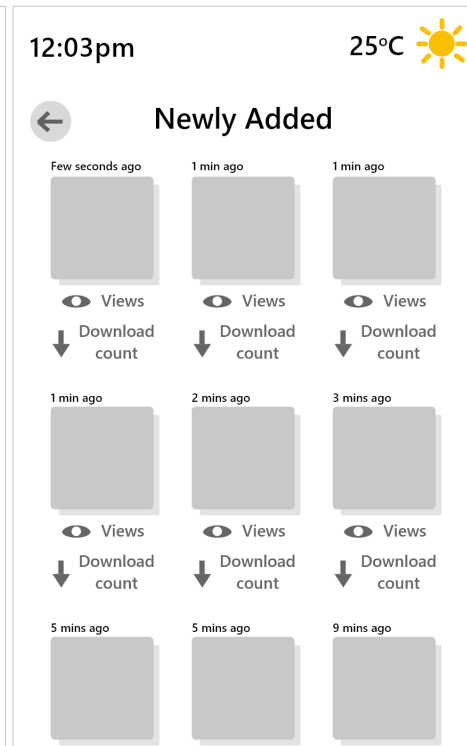 12:03pm
25°C
Newly Added
Few seconds ago
1 min ago
1 min ago
Views
Views
Views
Download count
Download count
Download count
1 min ago
2 mins ago
3 mins ago
Views
Views
Views
Download count
Download count
Download count
5 mins ago
5 mins ago
9 mins ago